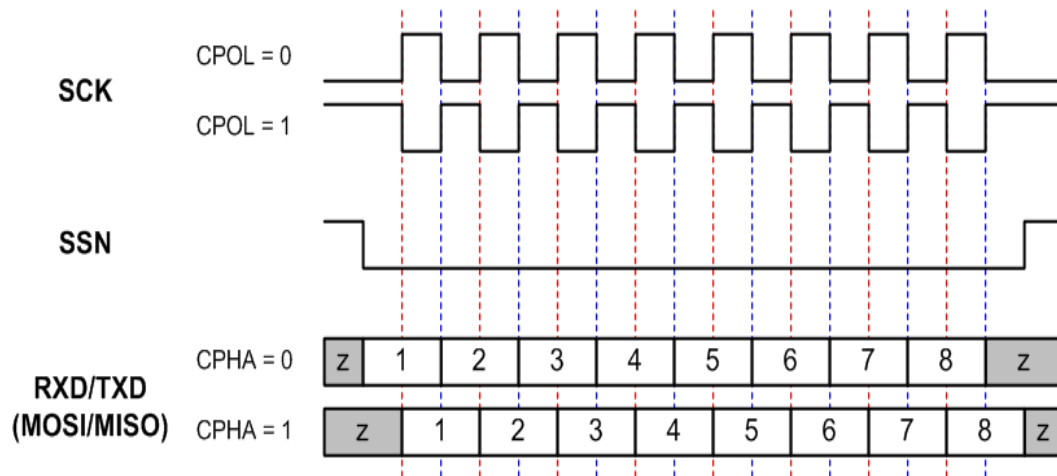 CPOL = 0
SCK
CPOL = 1
SSN
CPHA = 0 z 1 2 3 4 5 6 7 8 z
RXD/TXD
(MOSI/MISO)
CPHA = 1 z 1 2 3 4 5 6 7 8 z